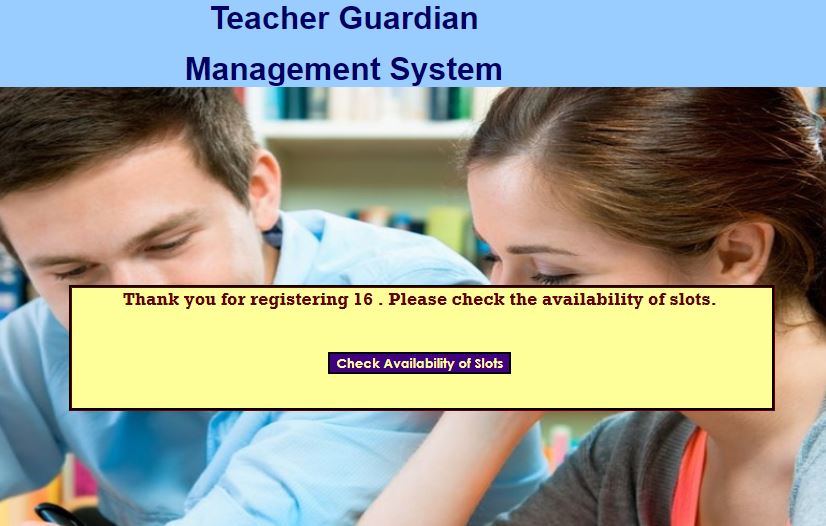 Teacher Guardian
Management System
Thank you for registering 16 . Please check the availability of slots.
Check Availability of Slots